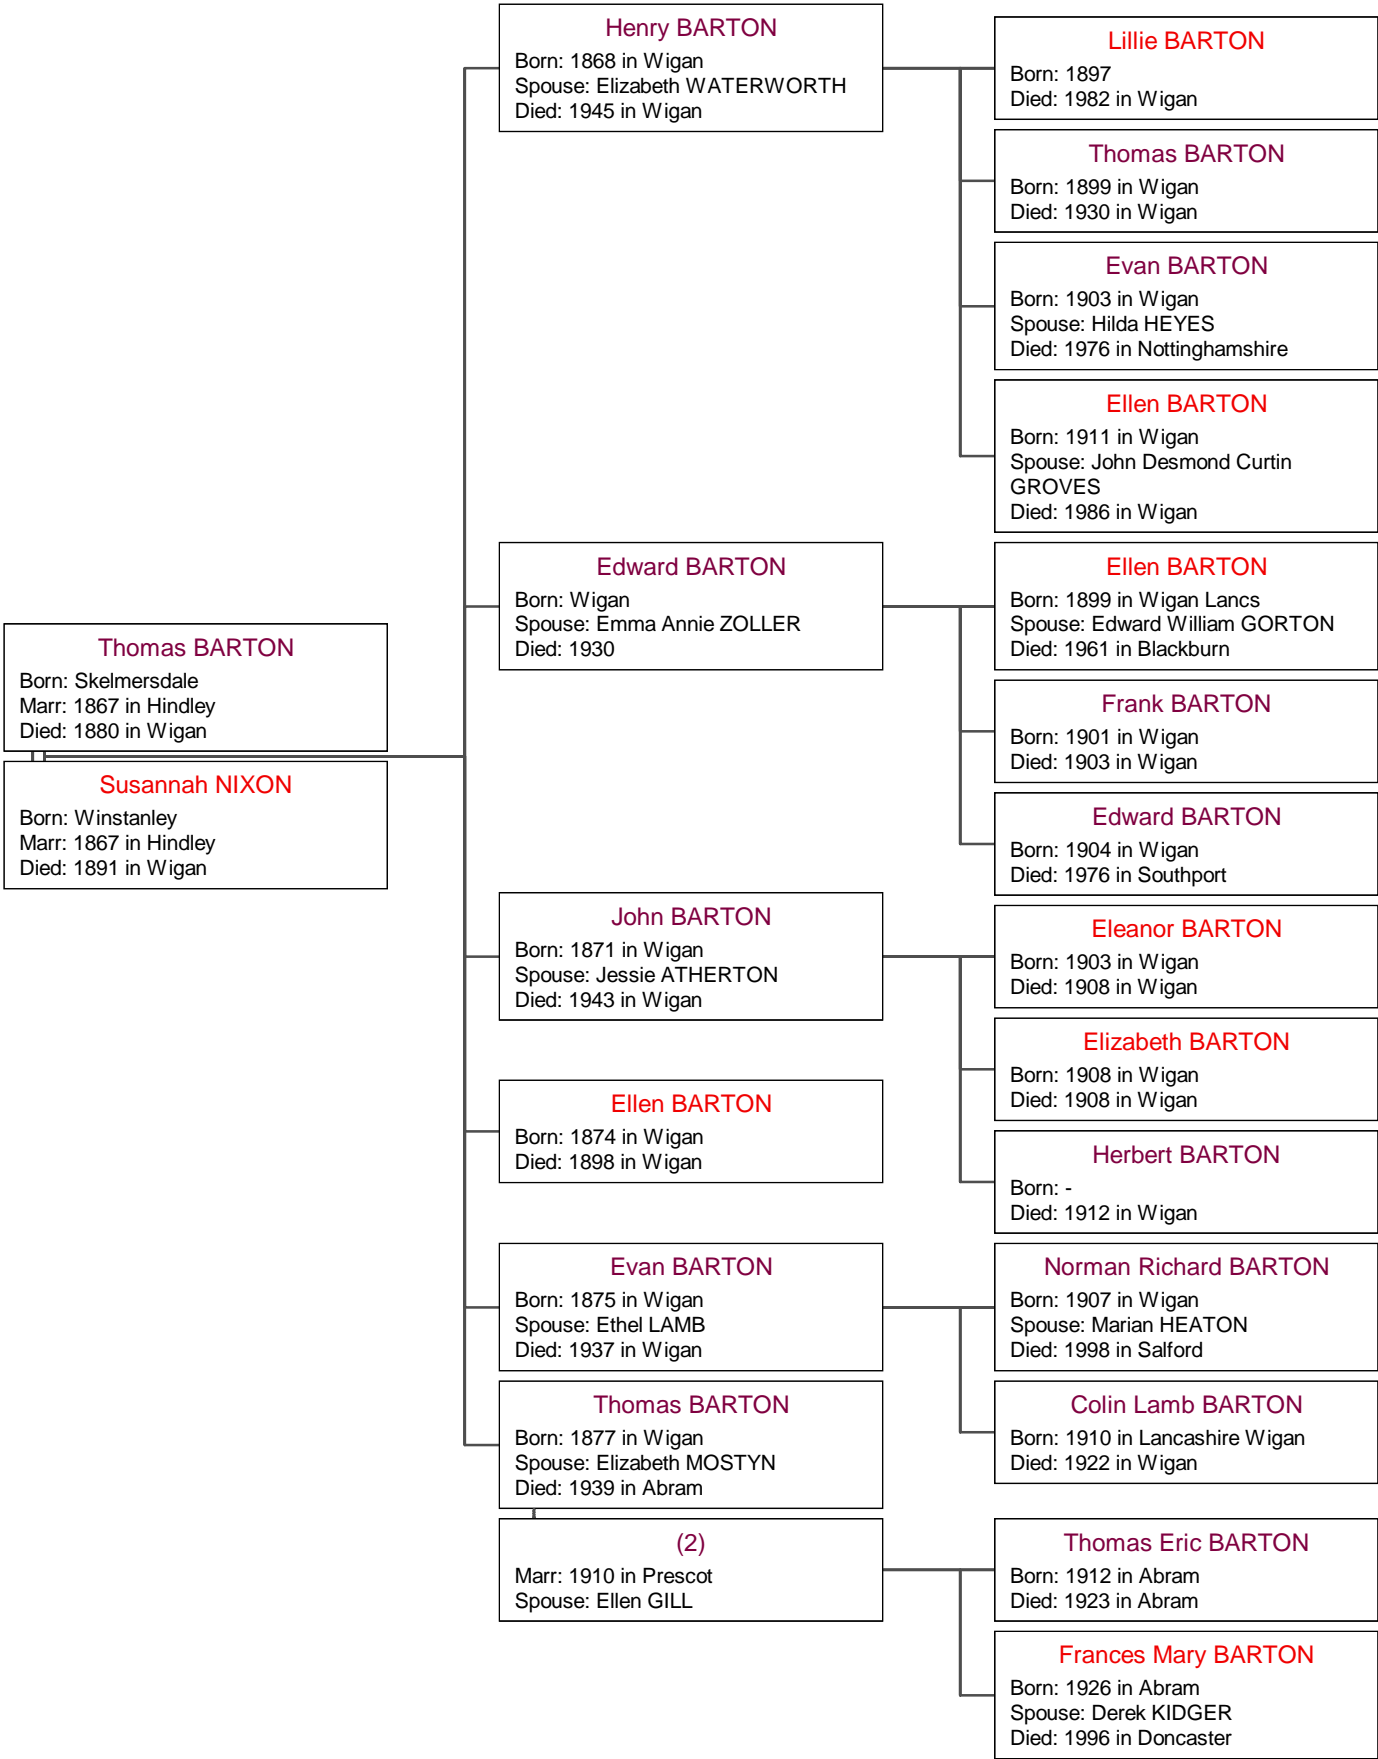 Thomas BARTON
Born: Skelmersdale
Marr: 1867 in Hindley
Died: 1880 in Wigan
Susannah NIXON
Born: Winstanley
Marr: 1867 in Hindley
Died: 1891 in Wigan
Henry BARTON
Born: 1868 in Wigan
Spouse: Elizabeth WATERWORTH
Died: 1945 in Wigan
Edward BARTON
Born: Wigan
Spouse: Emma Annie ZOLLER
Died: 1930
John BARTON
Born: 1871 in Wigan
Spouse: Jessie ATHERTON
Died: 1943 in Wigan
Ellen BARTON
Born: 1874 in Wigan
Died: 1898 in Wigan
Evan BARTON
Born: 1875 in Wigan
Spouse: Ethel LAMB
Died: 1937 in Wigan
Thomas BARTON
Born: 1877 in Wigan
Spouse: Elizabeth MOSTYN
Died: 1939 in Abram
(2)
Marr: 1910 in Prescot
Spouse: Ellen GILL
Lillie BARTON
Born: 1897
Died: 1982 in Wigan
Thomas BARTON
Born: 1899 in Wigan
Died: 1930 in Wigan
Evan BARTON
Born: 1903 in Wigan
Spouse: Hilda HEYES
Died: 1976 in Nottinghamshire
Ellen BARTON
Born: 1911 in Wigan
Spouse: John Desmond Curtin
GROVES
Died: 1986 in Wigan
Ellen BARTON
Born: 1899 in Wigan Lancs
Spouse: Edward William GORTON
Died: 1961 in Blackburn
Frank BARTON
Born: 1901 in Wigan
Died: 1903 in Wigan
Edward BARTON
Born: 1904 in Wigan
Died: 1976 in Southport
Eleanor BARTON
Born: 1903 in Wigan
Died: 1908 in Wigan
Elizabeth BARTON
Born: 1908 in Wigan
Died: 1908 in Wigan
Herbert BARTON
Born: -
Died: 1912 in Wigan
Norman Richard BARTON
Born: 1907 in Wigan
Spouse: Marian HEATON
Died: 1998 in Salford
Colin Lamb BARTON
Born: 1910 in Lancashire Wigan
Died: 1922 in Wigan
Thomas Eric BARTON
Born: 1912 in Abram
Died: 1923 in Abram
Frances Mary BARTON
Born: 1926 in Abram
Spouse: Derek KIDGER
Died: 1996 in Doncaster